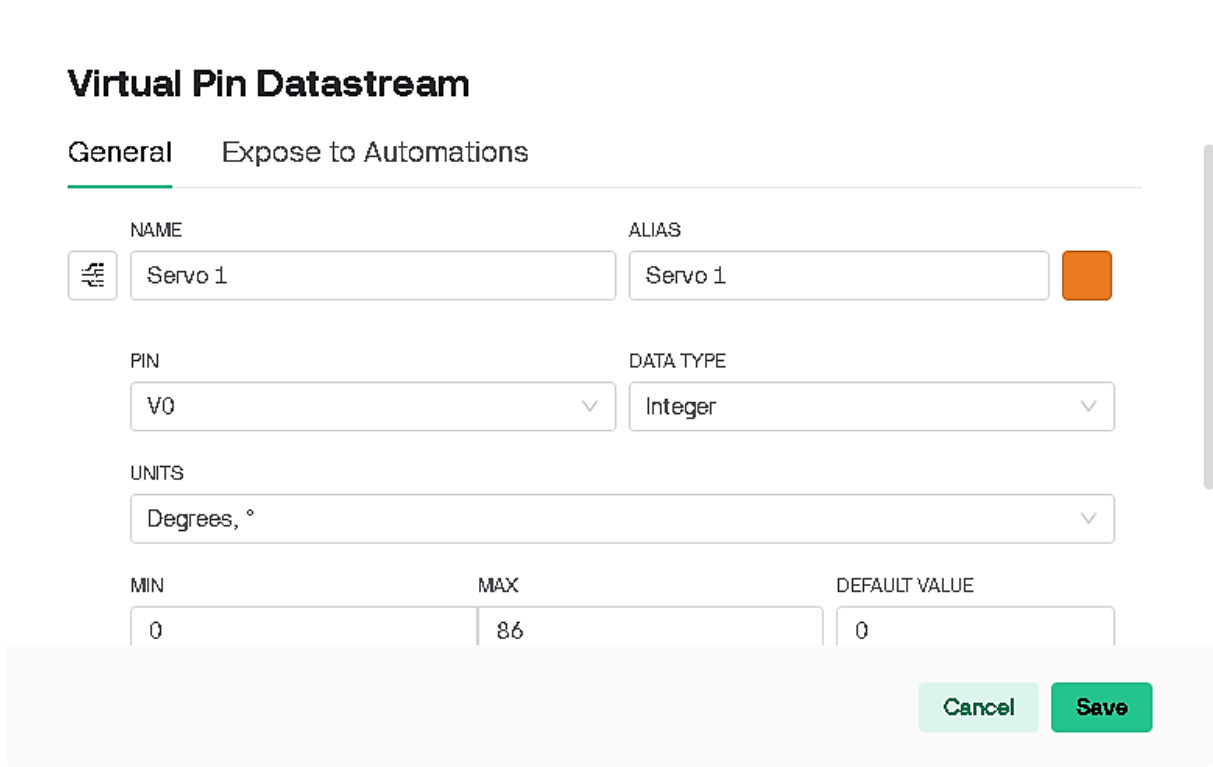 Virtual Pin Datastream
General Expose to Automations
NAME ALIAS
Servo 1 Servo 1
PIN DATA TYPE
V0 Integer
UNITS
Degrees, °
MIN MAX DEFAULT VALUE
0 86 0
Cancel Save